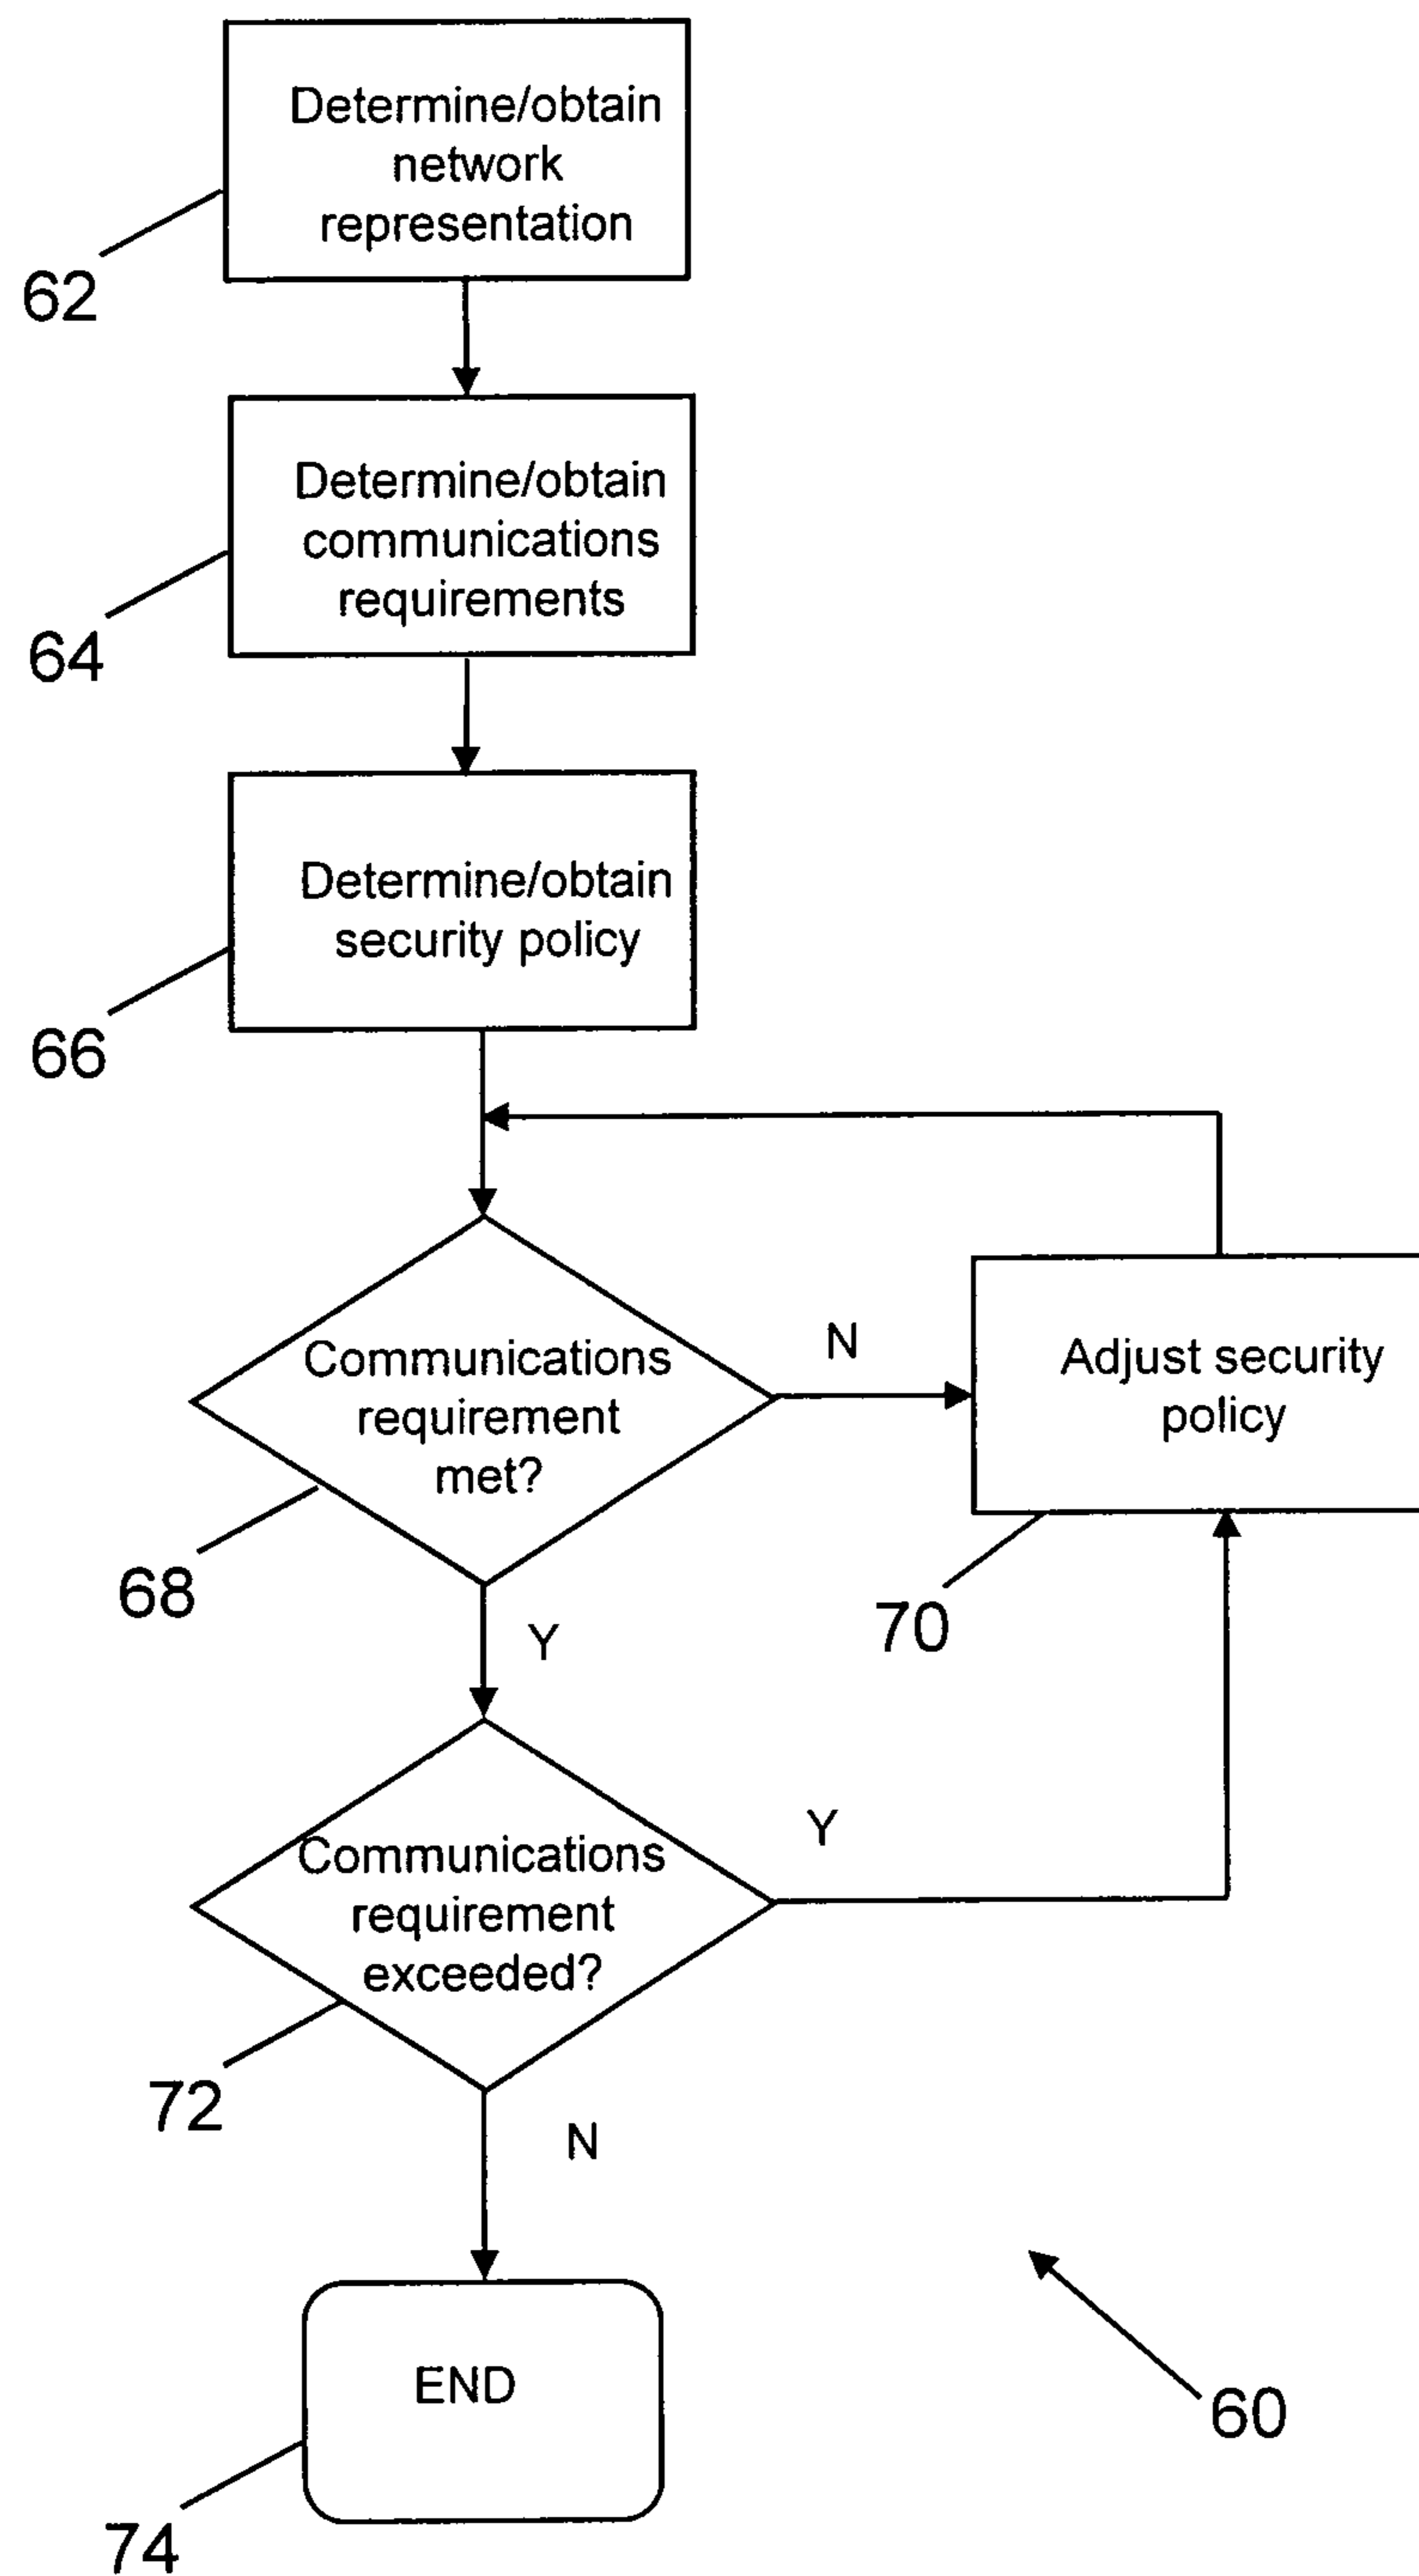 Determine/obtain
network
representation
62
Determine/obtain
communications
requirements
64
Determine/obtain
security policy
66
Communications
requirement
met?
N
Adjust security
policy
68
70
Y
Communications
requirement
exceeded?
Y
72
N
END
60
74